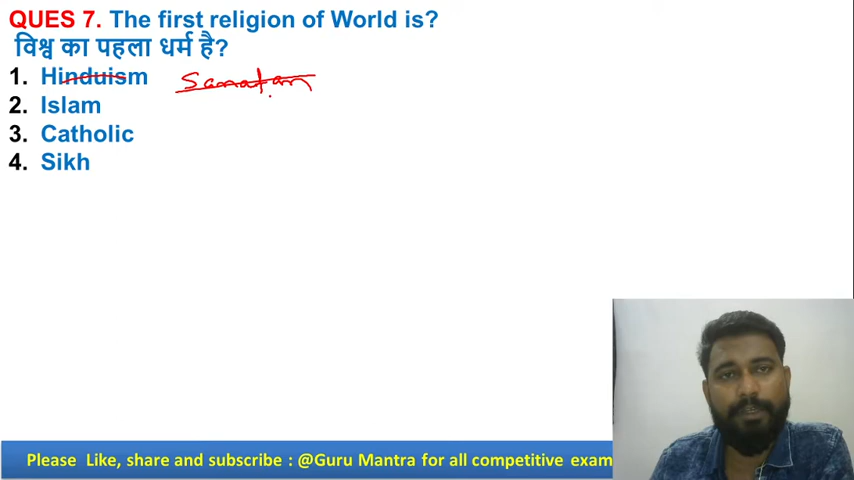 QUES 7. The first religion of World is?
विश्व का पहला धर्म है?
1. Hinduism Sanatan
2. Islam
3. Catholic
4. Sikh
Please Like, share and subscribe : @Guru Mantra for all competitive exam